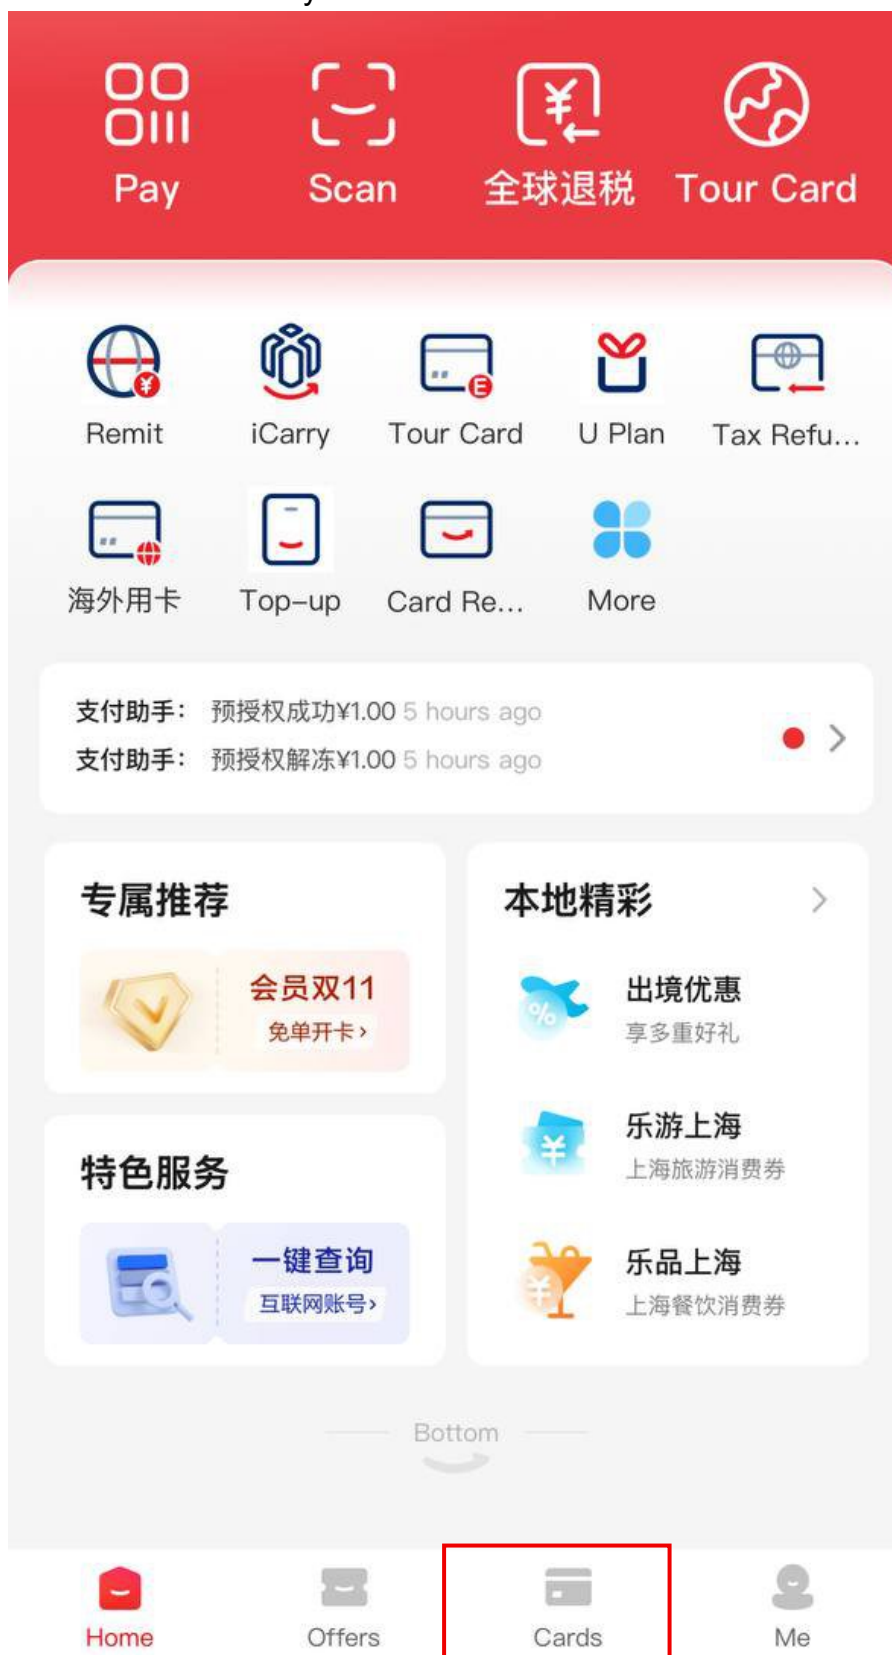 Pay Scan 全球退税 Tour Card
Remit iCarry Tour Card U Plan Tax Refu...
海外用卡 Top-up Card Re... More
支付助手： 预授权成功¥1.00 5 hours ago
支付助手： 预授权解冻¥1.00 5 hours ago
专属推荐
会员双11
免单开卡›
特色服务
一键查询
互联网账号›
本地精彩
出境优惠
享多重好礼
乐游上海
上海旅游消费券
乐品上海
上海餐饮消费券
Bottom
Home Offers Cards Me